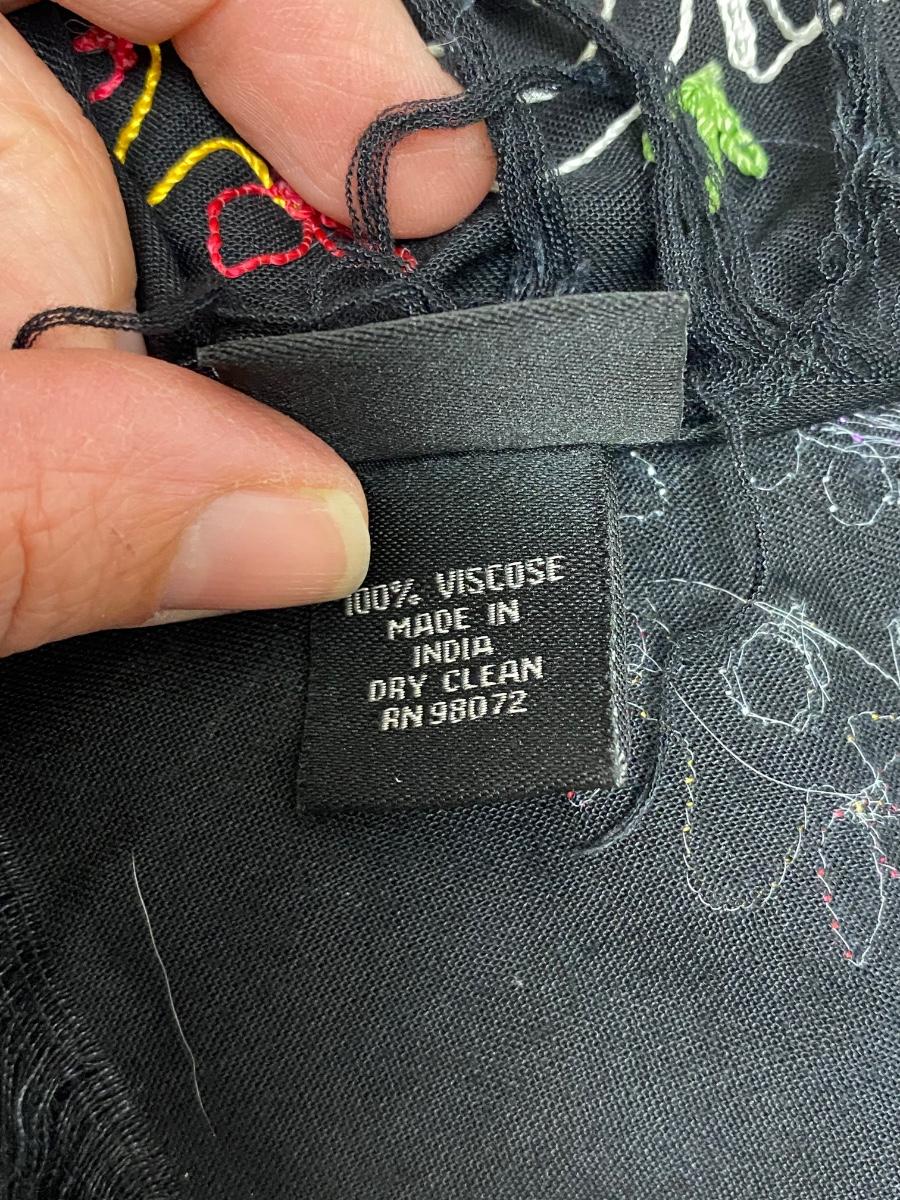 100% VISCOSE
MADE IN
INDIA
DRY CLEAN
RN 98072